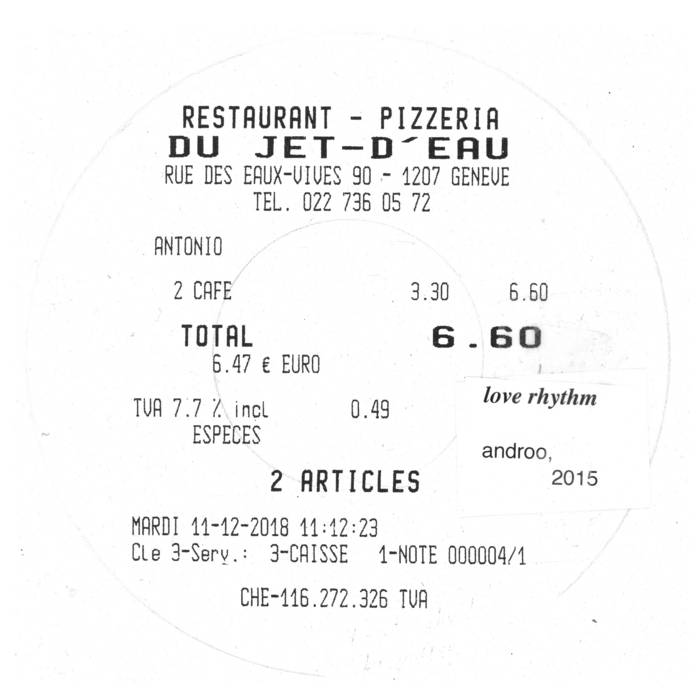 RESTAURANT - PIZZERIA
DU JET-D´EAU
RUE DES EAUX-VIVES 90 - 1207 GENEVE
TEL. 022 736 05 72
ANTONIO
2 CAFE 3.30 6.60
TOTAL 6.60
6.47 € EURO
TVA 7.7 % incl 0.49
ESPECES
2 ARTICLES
love rhythm
androo,
2015
MARDI 11-12-2018 11:12:23
Cle 3-Serv.: 3-CAISSE 1-NOTE 000004/1
CHE-116.272.326 TVA